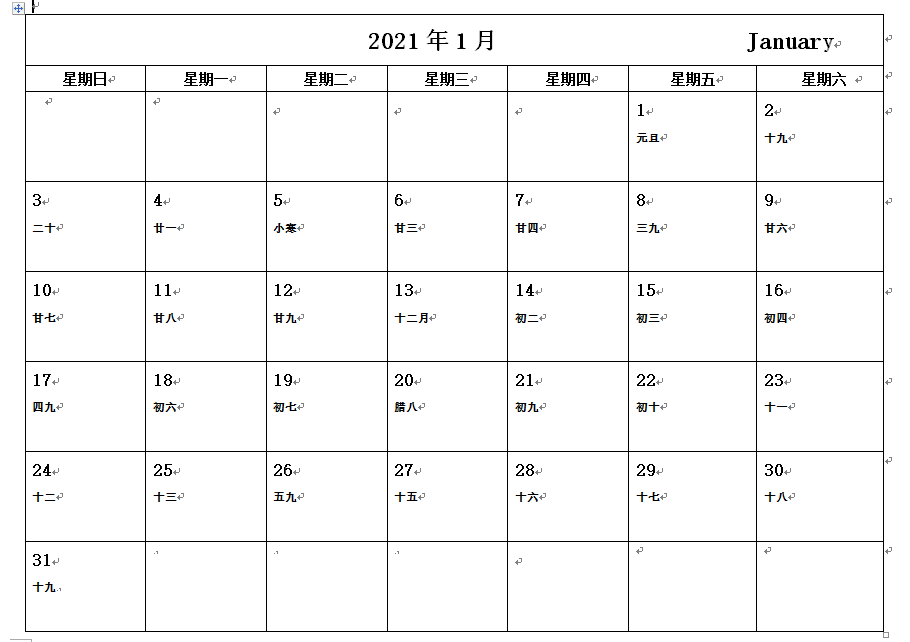 2021 年 1 月 January
星期日 星期一 星期二 星期三 星期四 星期五 星期六
1 2
元旦 十九
3 4 5 6 7 8 9
二十 廿一 小寒 廿三 廿四 三九 廿六
10 11 12 13 14 15 16
廿七 廿八 廿九 十二月 初二 初三 初四
17 18 19 20 21 22 23
四九 初六 初七 腊八 初九 初十 十一
24 25 26 27 28 29 30
十二 十三 五九 十五 十六 十七 十八
31
十九